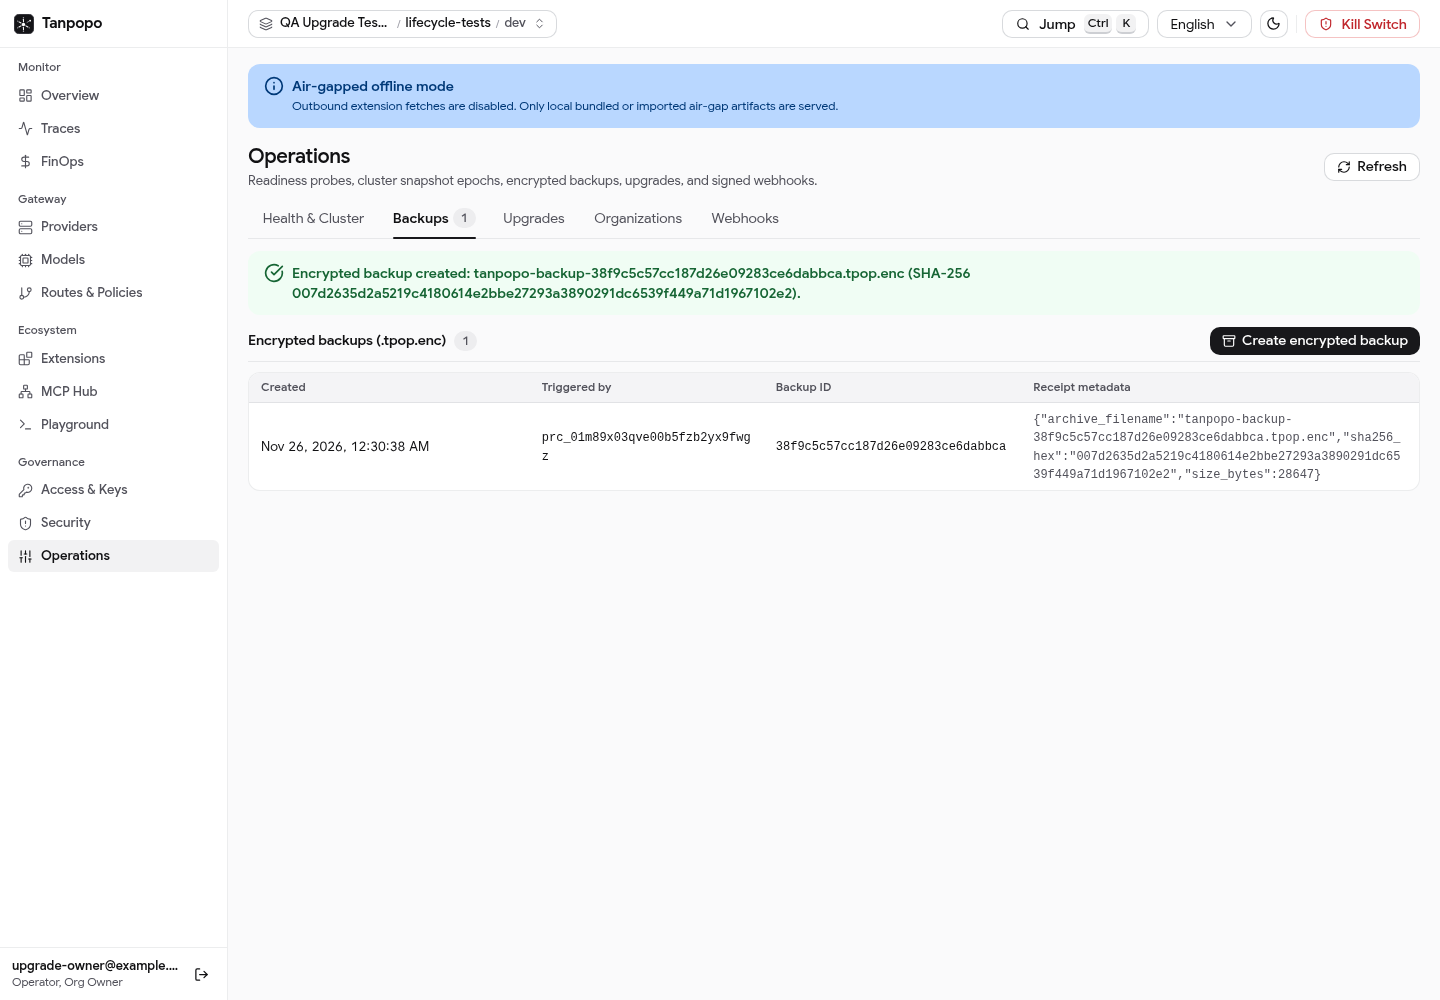 Tanpopo
QA Upgrade Tes... / lifecycle-tests / dev
Jump Ctrl K
English
Kill Switch
Monitor
Overview
Traces
FinOps
Gateway
Providers
Models
Routes & Policies
Ecosystem
Extensions
MCP Hub
Playground
Governance
Access & Keys
Security
Operations
upgrade-owner@example....
Operator, Org Owner
Air-gapped offline mode
Outbound extension fetches are disabled. Only local bundled or imported air-gap artifacts are served.
Operations
Readiness probes, cluster snapshot epochs, encrypted backups, upgrades, and signed webhooks.
Refresh
Health & Cluster Backups 1 Upgrades Organizations Webhooks
Encrypted backup created: tanpopo-backup-38f9c5c57cc187d26e09283ce6dabbca.tpop.enc (SHA-256
007d2635d2a5219c4180614e2bbe27293a3890291dc6539f449a71d1967102e2).
Encrypted backups (.tpop.enc) 1
Create encrypted backup
Created Triggered by Backup ID Receipt metadata
Nov 26, 2026, 12:30:38 AM
prc_01m89x03qve00b5fzb2yx9fwg
z
38f9c5c57cc187d26e09283ce6dabbca
{"archive_filename":"tanpopo-backup-
38f9c5c57cc187d26e09283ce6dabbca.tpop.enc","sha256_
hex":"007d2635d2a5219c4180614e2bbe27293a3890291dc65
39f449a71d1967102e2","size_bytes":28647}